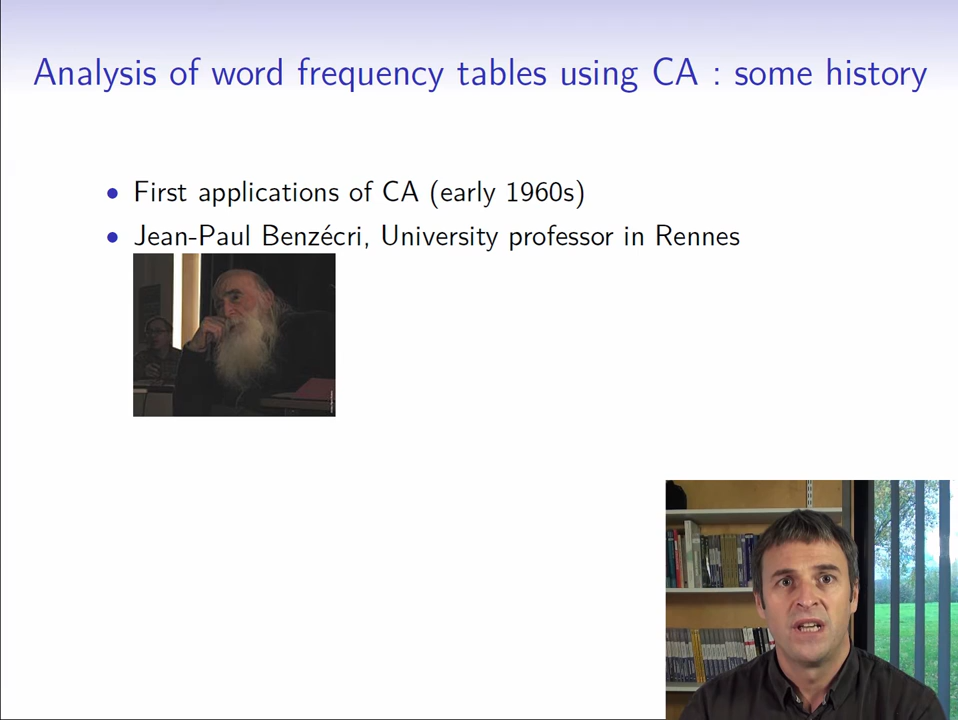 Analysis of word frequency tables using CA : some history
First applications of CA (early 1960s)
Jean-Paul Benzécri, University professor in Rennes